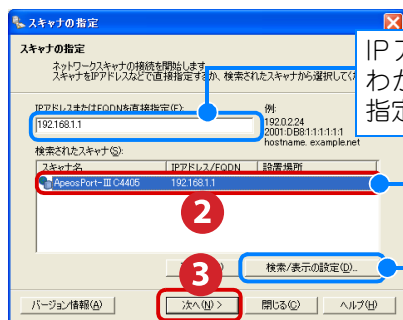 スキャナの指定
スキャナの指定
ネットワークスキャナの接続を開始します。
スキャナをIPアドレスなどで直接指定するか、検索されたスキャナから選択してく
IPア
わか
指定
IPアドレスまたはFQDNを直接指定(F):
192.168.1.1
例:
192.0.2.24
2001:DB8:1:1:1:1:1:1
hostname. example.net
検索されたスキャナ(S):
スキャナ名 IPアドレス/FQDN 設置場所
ApeosPort-III C4405 192.168.1.1
2
3
検索/表示の設定(D)...
バージョン情報(A) 次へ(N) > 閉じる(C) ヘルプ(H)